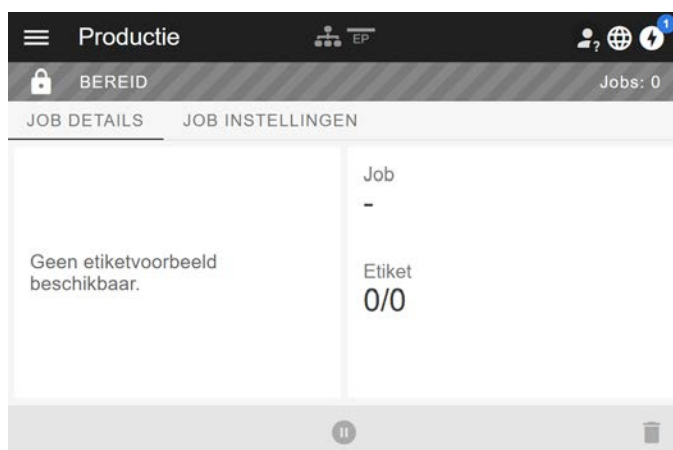 Productie
EP
?
1
BEREID
Jobs: 0
JOB DETAILS
JOB INSTELLINGEN
Geen etiketvoorbeeld
beschikbaar.
Job
-
Etiket
0/0